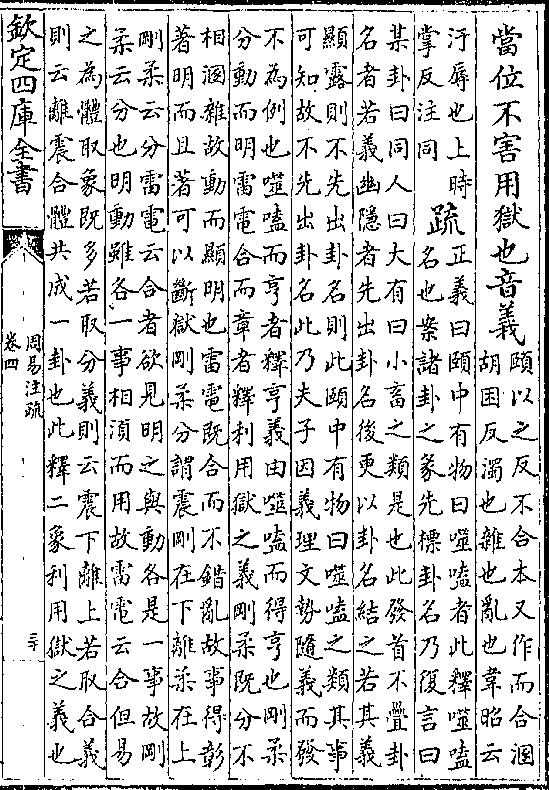 當位不害用獄也音義
頤以之反不合本又作而合溷
胡困反濁也雜也亂也韋昭云
汙辱也上時
掌反注同
疏
正義曰頤中有物曰噬嗑者此釋噬嗑
名也案諸卦之彖先標卦名乃復言曰
某卦曰同人曰大有曰小畜之類是也此發首不疊卦
名者若義幽隱者先出卦名後更以卦名結之若其義
顯露則不先出卦名則此頤中有物曰噬嗑之類其事
可知故不先出卦名此乃夫子因義理文勢隨義而發
不為例也噬嗑而亨者釋亨義由噬嗑而得亨也剛柔
分動而明雷電合而章者釋利用獄之義剛柔既分不
相溷雜故動而顯明也雷電既合而不錯亂故事得彰
著明而且著可以斷獄剛柔分謂震剛在下離柔在上
剛柔云分雷電云合者欲見明之與動各是一事故剛
柔云分也明動雖各一事相須而用故雷電云合但易
之為體取象既多若取分義則云震下離上若取合義
則云離震合體共成一卦也此釋二象利用獄之義也
欽定四庫全書
周易注疏
卷四
三十